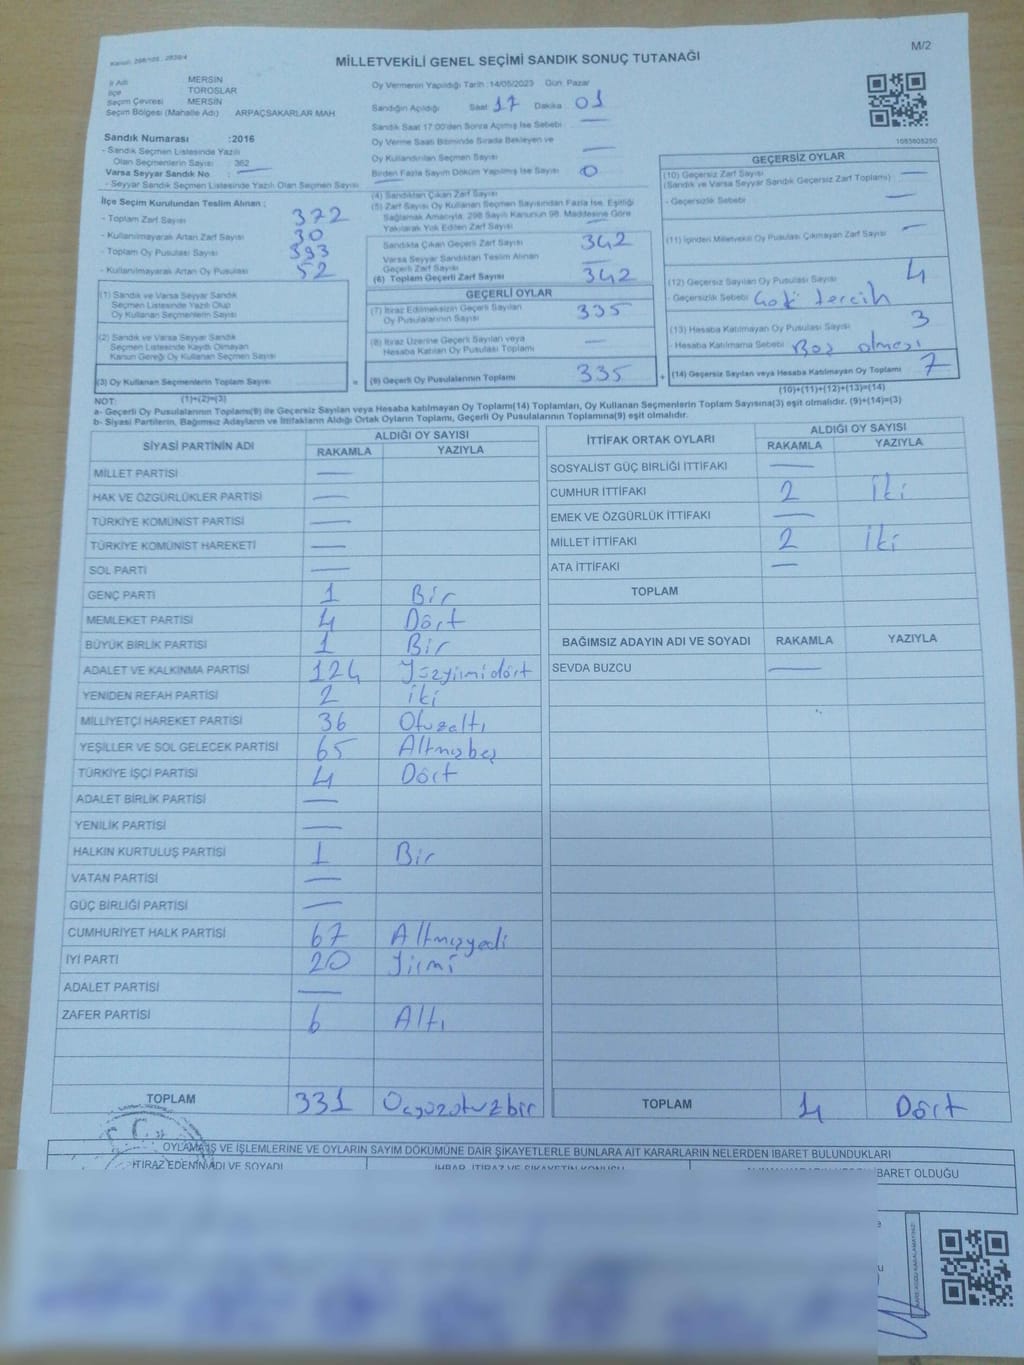 MİLLETVEKİLİ GENEL SEÇİMİ SANDIK SONUÇ TUTANAĞI
M/2
İl Adı MERSİN
İlçe TOROSLAR
Seçim Çevresi MERSİN
Seçim Bölgesi (Mahalle Adı) ARPAÇSAKARLAR MAH
Sandık Numarası :2016
- Sandık Seçmen Listesinde Yazılı
Olan Seçmenlerin Sayısı : 362
Varsa Seyyar Sandık No —
- Seyyar Sandık Seçmen Listesinde Yazılı Olan Seçmen Sayısı
Oy Vermenin Yapıldığı Tarih :14/05/2023 Gün: Pazar
Sandığın Açıldığı Saat 17 Dakika 01
Sandık Saat 17.00'den Sonra Açılmış İse Sebebi —
Oy Verme Saati Bitiminde Sırada Bekleyen ve
Oy Kullandırılan Seçmen Sayısı —
Birden Fazla Sayım Döküm Yapılmış İse Sayısı 0
1083605250
İlçe Seçim Kurulundan Teslim Alınan :
- Toplam Zarf Sayısı 372
- Kullanılmayarak Artan Zarf Sayısı 30
- Toplam Oy Pusulası Sayısı 393
- Kullanılmayarak Artan Oy Pusulası 52
(1) Sandık ve Varsa Seyyar Sandık
Seçmen Listesinde Yazılı Olup
Oy Kullanan Seçmenlerin Sayısı
(2) Sandık ve Varsa Seyyar Sandık
Seçmen Listesinde Kayıtlı Olmayan
Kanun Gereği Oy Kullanan Seçmen Sayısı
(3) Oy Kullanan Seçmenlerin Toplam Sayısı
(1)+(2)=(3)
(4) Sandıktan Çıkan Zarf Sayısı
(5) Zarf Sayısı Oy Kullanan Seçmen Sayısından Fazla İse, Eşitliği
Sağlamak Amacıyla, 298 Sayılı Kanunun 98. Maddesine Göre
Yakılarak Yok Edilen Zarf Sayısı —
Sandıkta Çıkan Geçerli Zarf Sayısı 342
Varsa Seyyar Sandıktan Teslim Alınan
Geçerli Zarf Sayısı —
(6) Toplam Geçerli Zarf Sayısı 342
GEÇERLİ OYLAR
(7) İtiraz Edilmeksizin Geçerli Sayılan
Oy Pusulalarının Sayısı 335
(8) İtiraz Üzerine Geçerli Sayılan veya
Hesaba Katılan Oy Pusulası Toplamı —
= (9) Geçerli Oy Pusulalarının Toplamı 335 +
GEÇERSİZ OYLAR
(10) Geçersiz Zarf Sayısı —
(Sandık ve Varsa Seyyar Sandık Geçersiz Zarf Toplamı)
- Geçersizlik Sebebi —
(11) İçinden Milletvekili Oy Pusulası Çıkmayan Zarf Sayısı —
(12) Geçersiz Sayılan Oy Pusulası Sayısı 4
Geçersizlik Sebebi tercih
(13) Hesaba Katılmayan Oy Pusulası Sayısı 3
- Hesaba Katılmama Sebebi Boş olması
(14) Geçersiz Sayılan veya Hesaba Katılmayan Oy Toplamı 7
(10)+(11)+(12)+(13)=(14)
NOT:
a- Geçerli Oy Pusulalarının Toplamı(9) ile Geçersiz Sayılan veya Hesaba katılmayan Oy Toplamı(14) Toplamları, Oy Kullanan Seçmenlerin Toplam Sayısına(3) eşit olmalıdır. (9)+(14)=(3)
b- Siyasi Partilerin, Bağımsız Adayların ve İttifakların Aldığı Ortak Oyların Toplamı, Geçerli Oy Pusulalarının Toplamına(9) eşit olmalıdır.
SİYASİ PARTİNİN ADI ALDIĞI OY SAYISI
RAKAMLA YAZIYLA
MİLLET PARTİSİ —
HAK VE ÖZGÜRLÜKLER PARTİSİ —
TÜRKİYE KOMÜNİST PARTİSİ —
TÜRKİYE KOMÜNİST HAREKETİ —
SOL PARTİ —
GENÇ PARTİ 1 Bir
MEMLEKET PARTİSİ 4 Dört
BÜYÜK BİRLİK PARTİSİ 1 Bir
ADALET VE KALKINMA PARTİSİ 124 Yüzyirmidört
YENİDEN REFAH PARTİSİ 2 iki
MİLLİYETÇİ HAREKET PARTİSİ 36 Otuzaltı
YEŞİLLER VE SOL GELECEK PARTİSİ 65 Altmışbeş
TÜRKİYE İŞÇİ PARTİSİ 4 Dört
ADALET BİRLİK PARTİSİ —
YENİLİK PARTİSİ —
HALKIN KURTULUŞ PARTİSİ 1 Bir
VATAN PARTİSİ —
GÜÇ BİRLİĞİ PARTİSİ —
CUMHURİYET HALK PARTİSİ 67 Altmışyedi
İYİ PARTİ 20 Yirmi
ADALET PARTİSİ —
ZAFER PARTİSİ 6 Altı
TOPLAM 331 Üçyüzotuzbir
İTTİFAK ORTAK OYLARI ALDIĞI OY SAYISI
RAKAMLA YAZIYLA
SOSYALİST GÜÇ BİRLİĞİ İTTİFAKI —
CUMHUR İTTİFAKI 2 İki
EMEK VE ÖZGÜRLÜK İTTİFAKI —
MİLLET İTTİFAKI 2 İki
ATA İTTİFAKI —
TOPLAM
BAĞIMSIZ ADAYIN ADI VE SOYADI RAKAMLA YAZIYLA
SEVDA BUZCU —
TOPLAM 4 Dört
OYLAMA İŞ VE İŞLEMLERİNE VE OYLARIN SAYIM DÖKÜMÜNE DAİR ŞİKAYETLERLE BUNLARA AİT KARARLARIN NELERDEN İBARET BULUNDUKLARI
İTİRAZ EDENİN ADI VE SOYADI İHBAR, İTİRAZ VE ŞİKAYETİN KONUSU BARET OLDUĞU